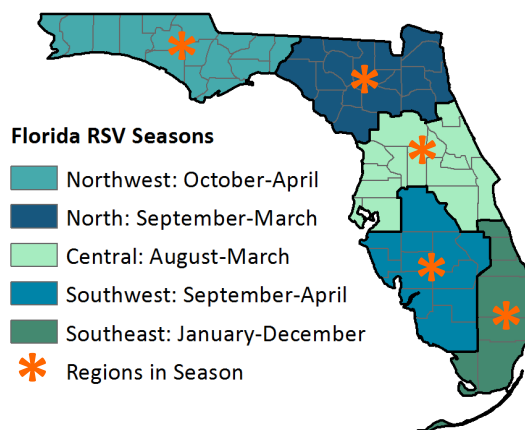 Florida RSV Seasons
Northwest: October-April
North: September-March
Central: August-March
Southwest: September-April
Southeast: January-December
Regions in Season